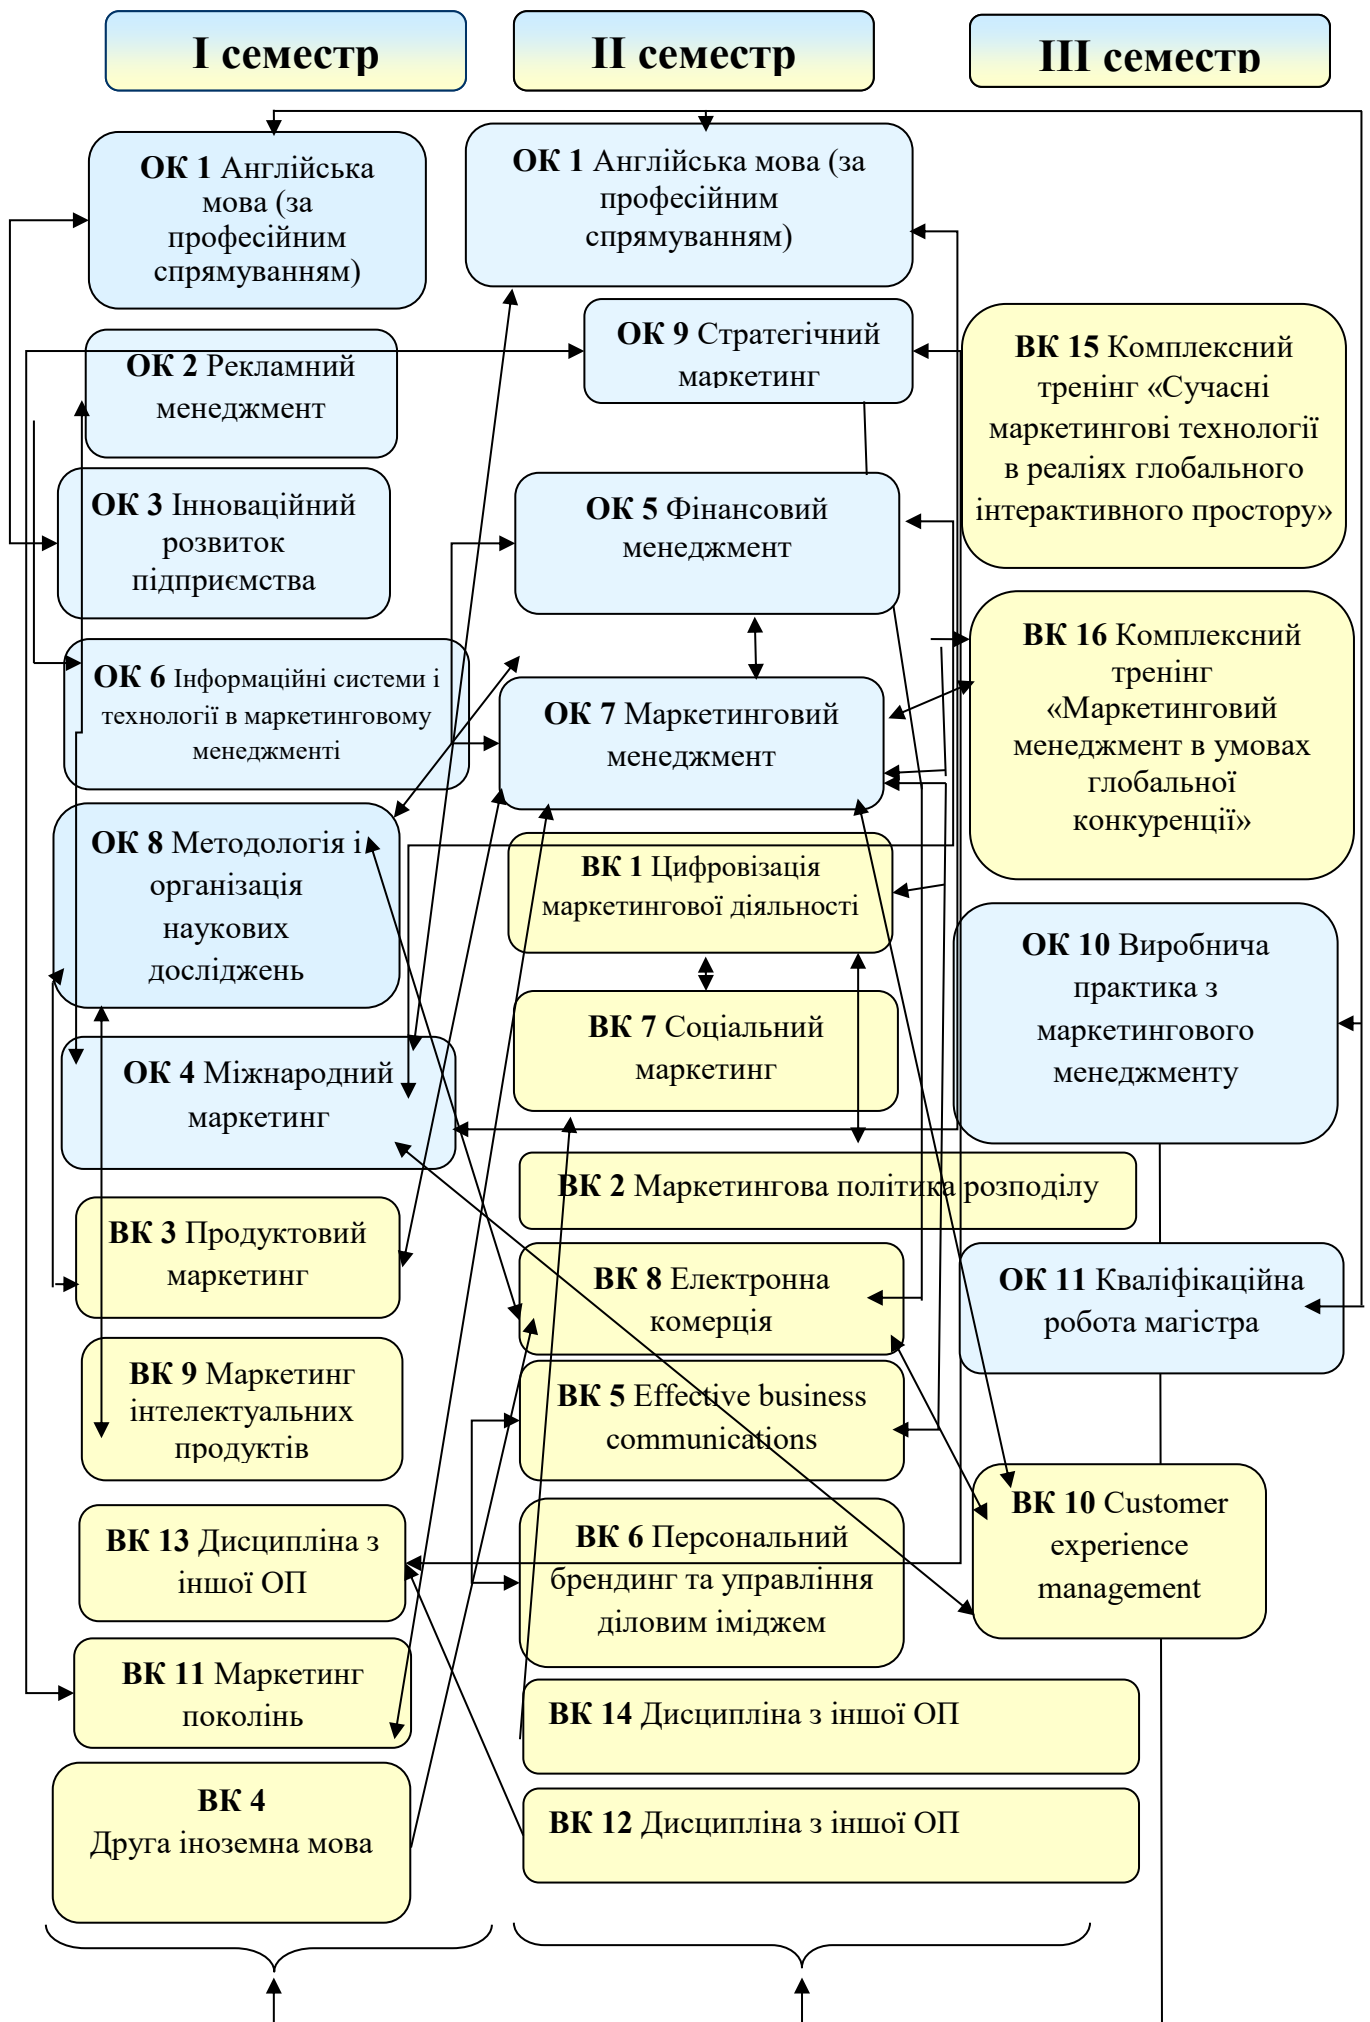 I семестр
II семестр
III семестр
ОК 1 Англійська
мова (за
професійним
спрямуванням)
ОК 2 Рекламний
менеджмент
ОК 3 Інноваційний
розвиток
підприємства
ОК 6 Інформаційні системи і
технології в маркетинговому
менеджменті
ОК 8 Методологія і
організація
наукових
досліджень
ОК 4 Міжнародний
маркетинг
ВК 3 Продуктовий
маркетинг
ВК 9 Маркетинг
інтелектуальних
продуктів
ВК 13 Дисципліна з
іншої ОП
ВК 11 Маркетинг
поколінь
ВК 4
Друга іноземна мова
ОК 1 Англійська мова (за
професійним
спрямуванням)
ОК 9 Стратегічний
маркетинг
ОК 5 Фінансовий
менеджмент
ОК 7 Маркетинговий
менеджмент
ВК 1 Цифровізація
маркетингової діяльності
ВК 7 Соціальний
маркетинг
ВК 2 Маркетингова політика розподілу
ВК 8 Електронна
комерція
ВК 5 Effective business
communications
ВК 6 Персональний
брендинг та управління
діловим іміджем
ВК 14 Дисципліна з іншої ОП
ВК 12 Дисципліна з іншої ОП
ВК 15 Комплексний
тренінг «Сучасні
маркетингові технології
в реаліях глобального
інтерактивного простору»
ВК 16 Комплексний
тренінг
«Маркетинговий
менеджмент в умовах
глобальної
конкуренції»
ОК 10 Виробнича
практика з
маркетингового
менеджменту
ОК 11 Кваліфікаційна
робота магістра
ВК 10 Customer
experience
management